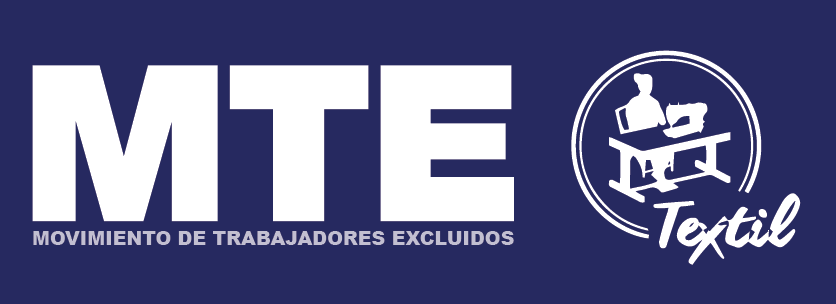 MTE
MOVIMIENTO DE TRABAJADORES EXCLUIDOS
Textil